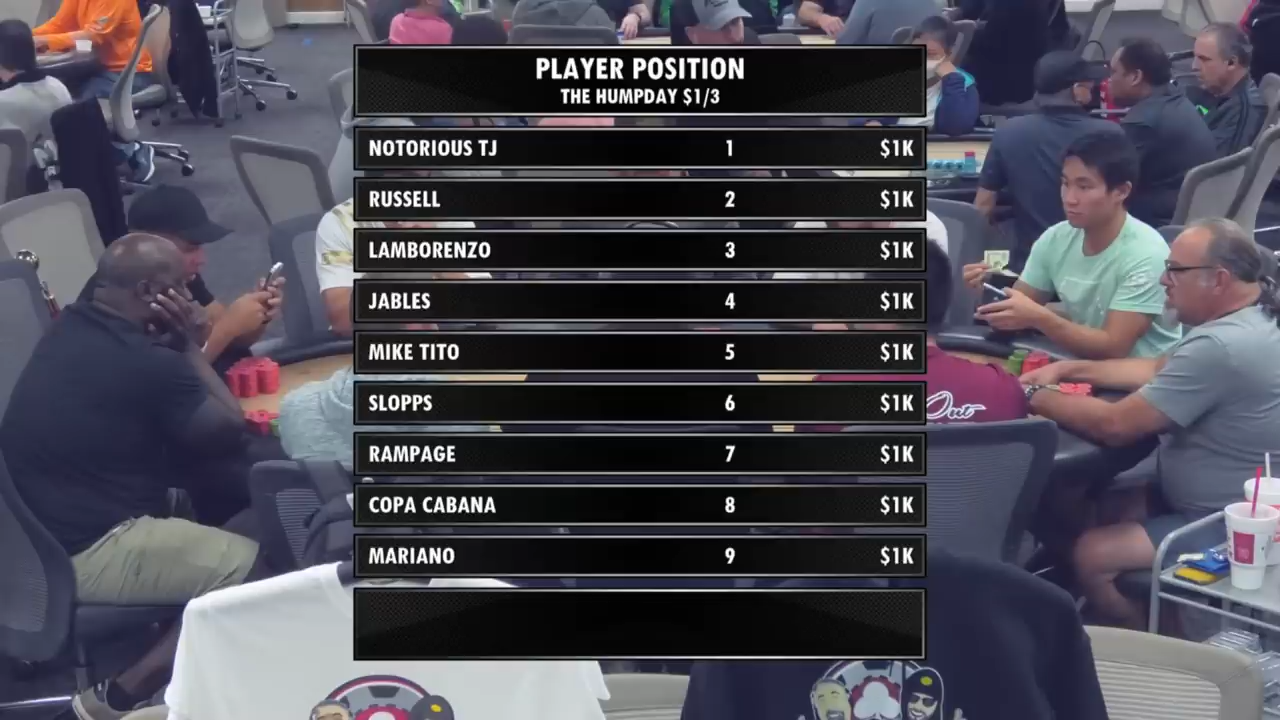 PLAYER POSITION
THE HUMPDAY $1/3
NOTORIOUS TJ 1 $1K
RUSSELL 2 $1K
LAMBORENZO 3 $1K
JABLES 4 $1K
MIKE TITO 5 $1K
SLOPPS 6 $1K
RAMPAGE 7 $1K
COPA CABANA 8 $1K
MARIANO 9 $1K
Out